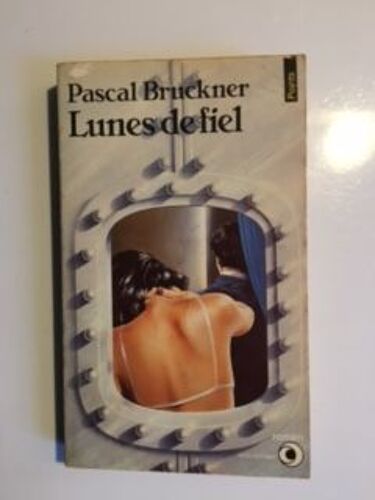 Pascal Bruckner
Points
Lunes de fiel